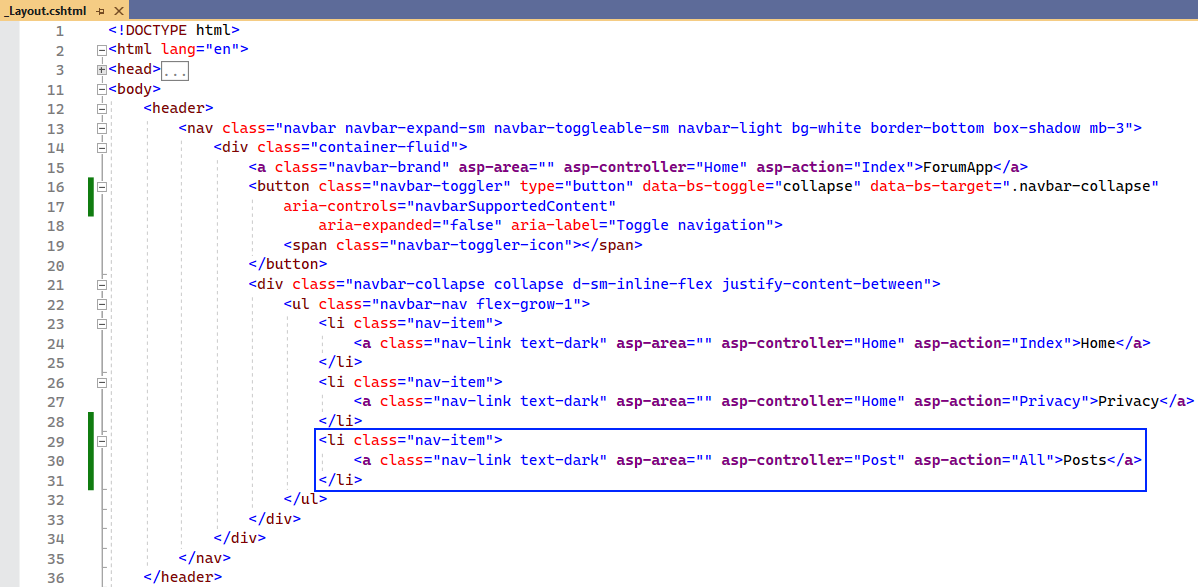 _Layout.cshtml
1 <!DOCTYPE html>
2 <html lang="en">
3 <head>...
11 <body>
12 <header>
13 <nav class="navbar navbar-expand-sm navbar-toggleable-sm navbar-light bg-white border-bottom box-shadow mb-3">
14 <div class="container-fluid">
15 <a class="navbar-brand" asp-area="" asp-controller="Home" asp-action="Index">ForumApp</a>
16 <button class="navbar-toggler" type="button" data-bs-toggle="collapse" data-bs-target=".navbar-collapse"
17 aria-controls="navbarSupportedContent"
18 aria-expanded="false" aria-label="Toggle navigation">
19 <span class="navbar-toggler-icon"></span>
20 </button>
21 <div class="navbar-collapse collapse d-sm-inline-flex justify-content-between">
22 <ul class="navbar-nav flex-grow-1">
23 <li class="nav-item">
24 <a class="nav-link text-dark" asp-area="" asp-controller="Home" asp-action="Index">Home</a>
25 </li>
26 <li class="nav-item">
27 <a class="nav-link text-dark" asp-area="" asp-controller="Home" asp-action="Privacy">Privacy</a>
28 </li>
29 <li class="nav-item">
30 <a class="nav-link text-dark" asp-area="" asp-controller="Post" asp-action="All">Posts</a>
31 </li>
32 </ul>
33 </div>
34 </div>
35 </nav>
36 </header>